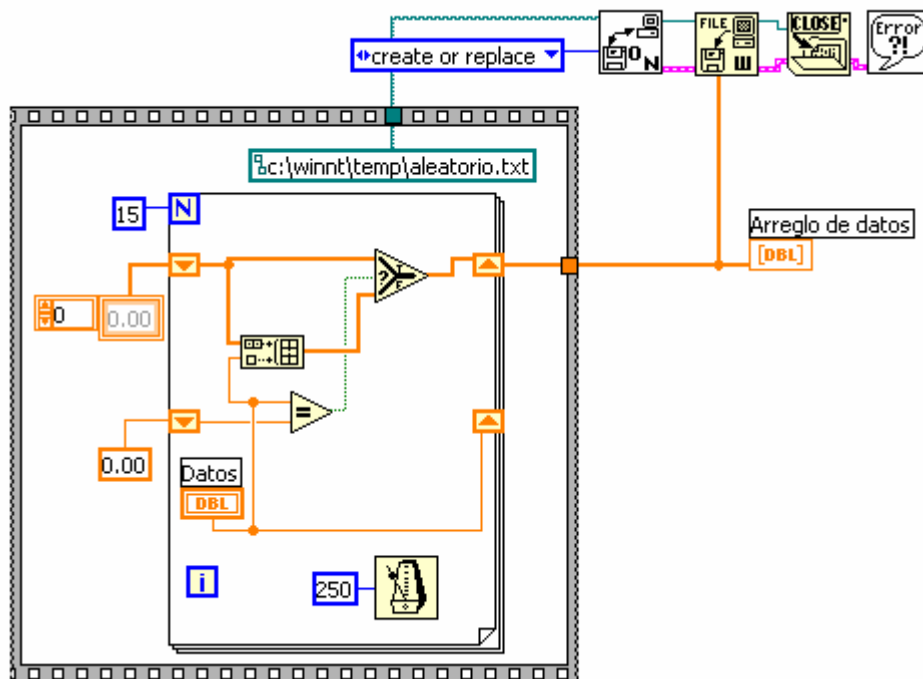 create or replace
O
N
FILE
W
CLOSE
Error
?!
c:\winnt\temp\aleatorio.txt
15
N
Arreglo de datos
[DBL]
? T
F
0
0.00
=
0.00
Datos
DBL
i
250